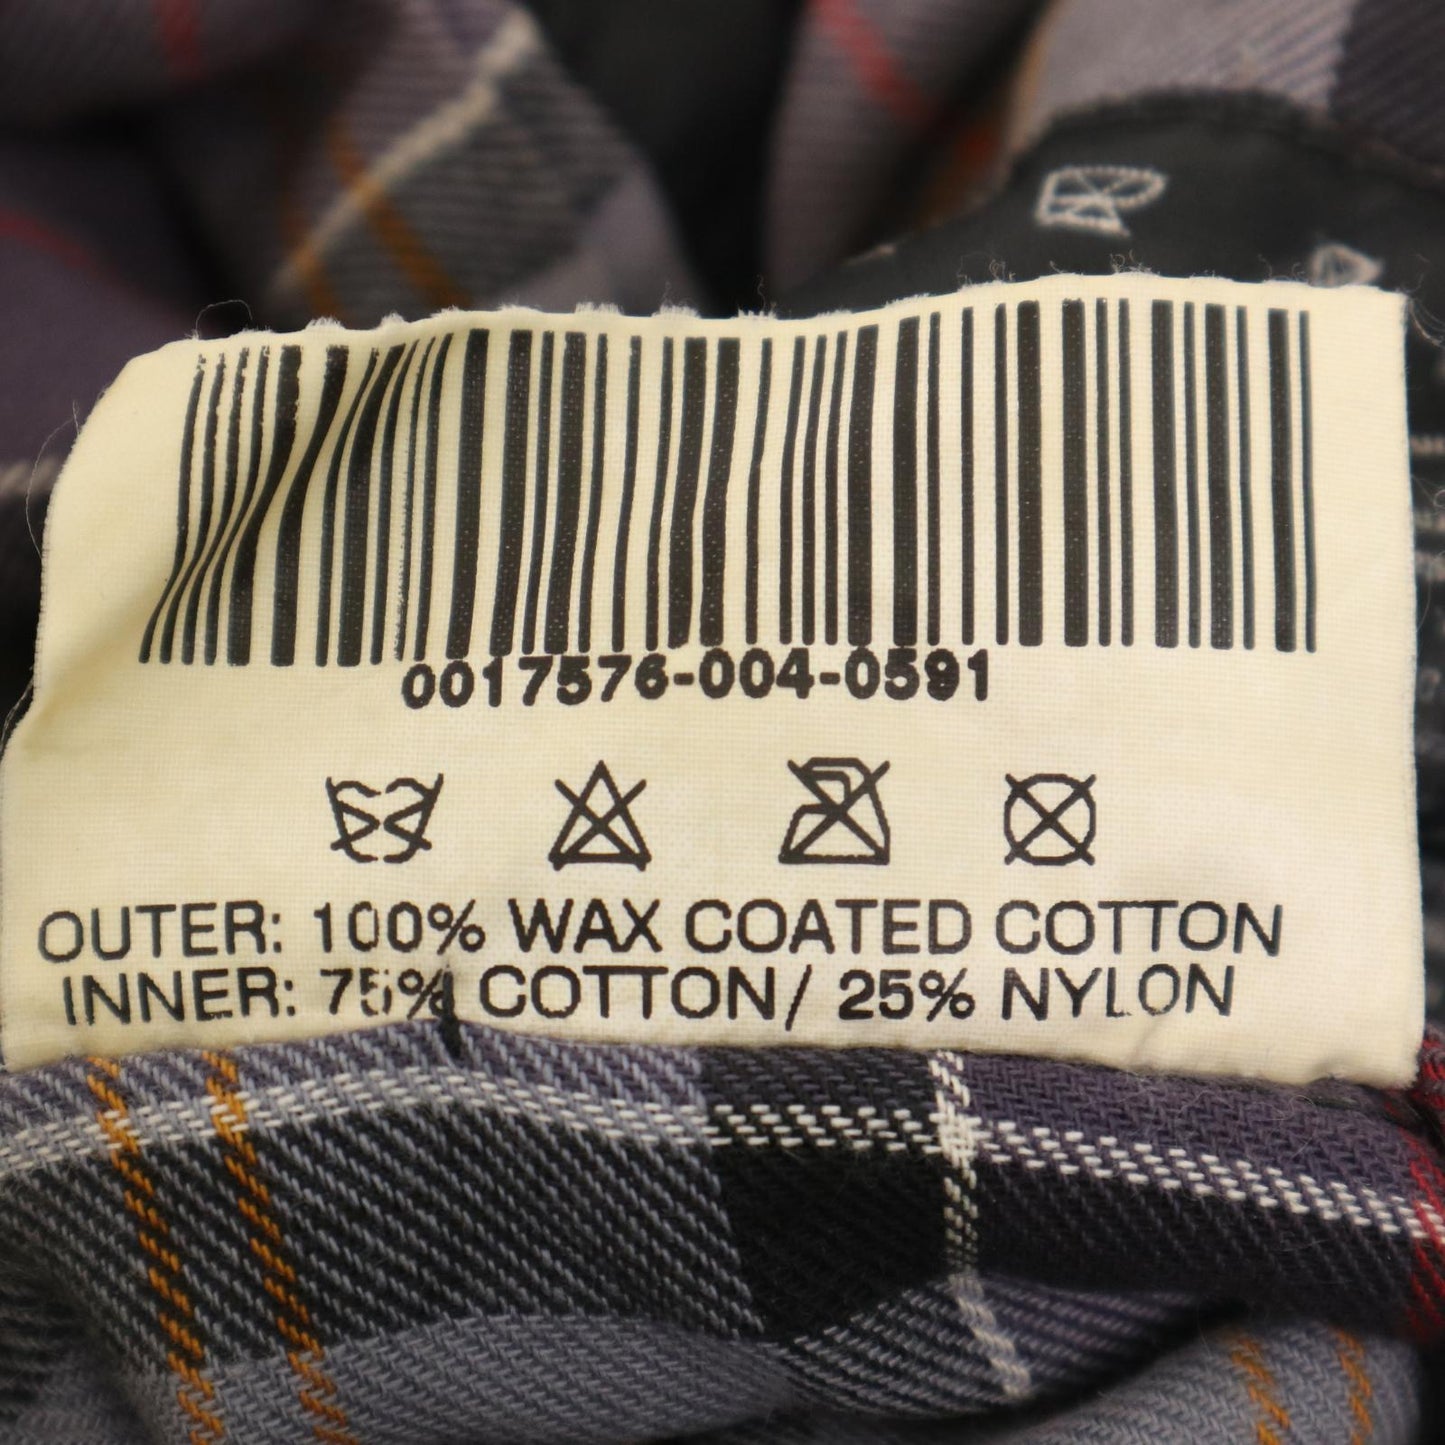 0017576-004-0591
OUTER: 100% WAX COATED COTTON
INNER: 75% COTTON/ 25% NYLON